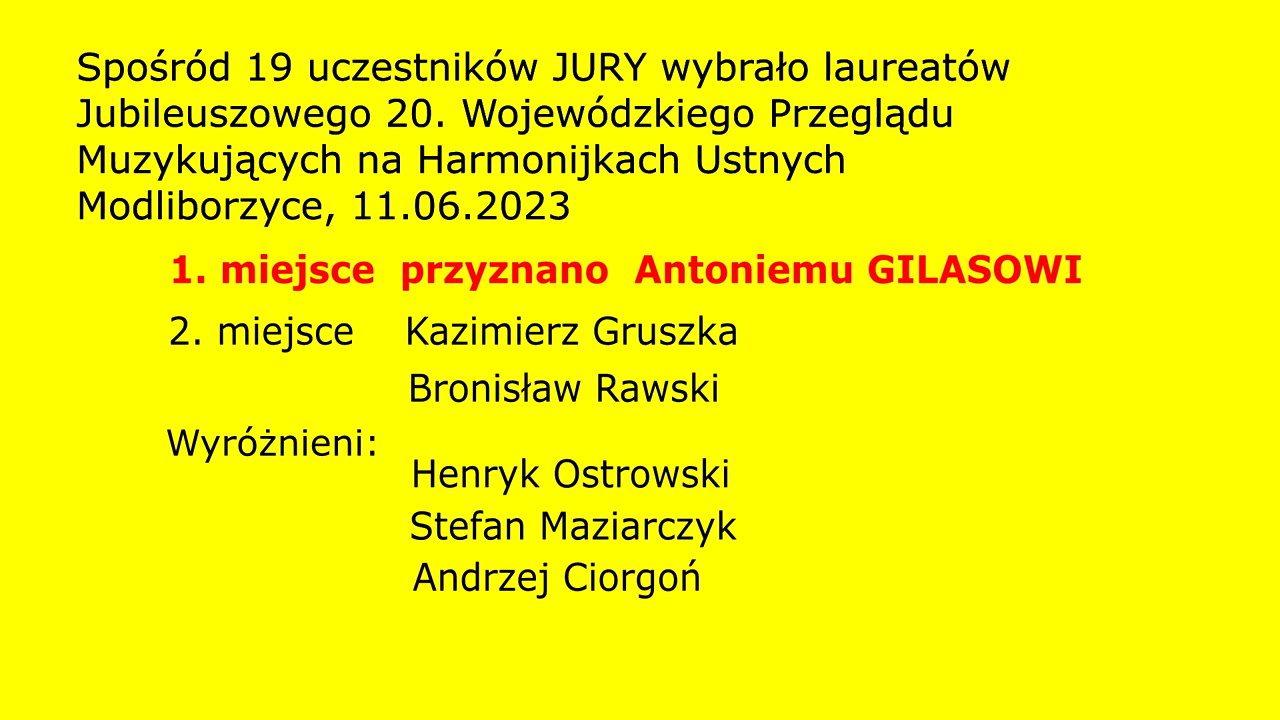 Spośród 19 uczestników JURY wybrało laureatów
Jubileuszowego 20. Wojewódzkiego Przeglądu
Muzykujących na Harmonijkach Ustnych
Modliborzyce, 11.06.2023
1. miejsce przyznano Antoniemu GILASOWI
2. miejsce Kazimierz Gruszka
Bronisław Rawski
Wyróżnieni:
Henryk Ostrowski
Stefan Maziarczyk
Andrzej Ciorgoń